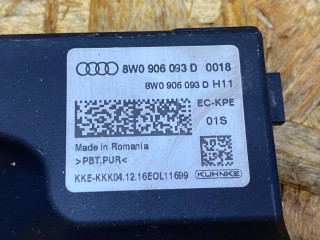 8W0 906 093 D 0018
8W0 906 093 D H11
EC-KPE
01S
Made in Romania
>PBT,PUR<
KKE-KKK04.12.16EOL11699
KUHNKE